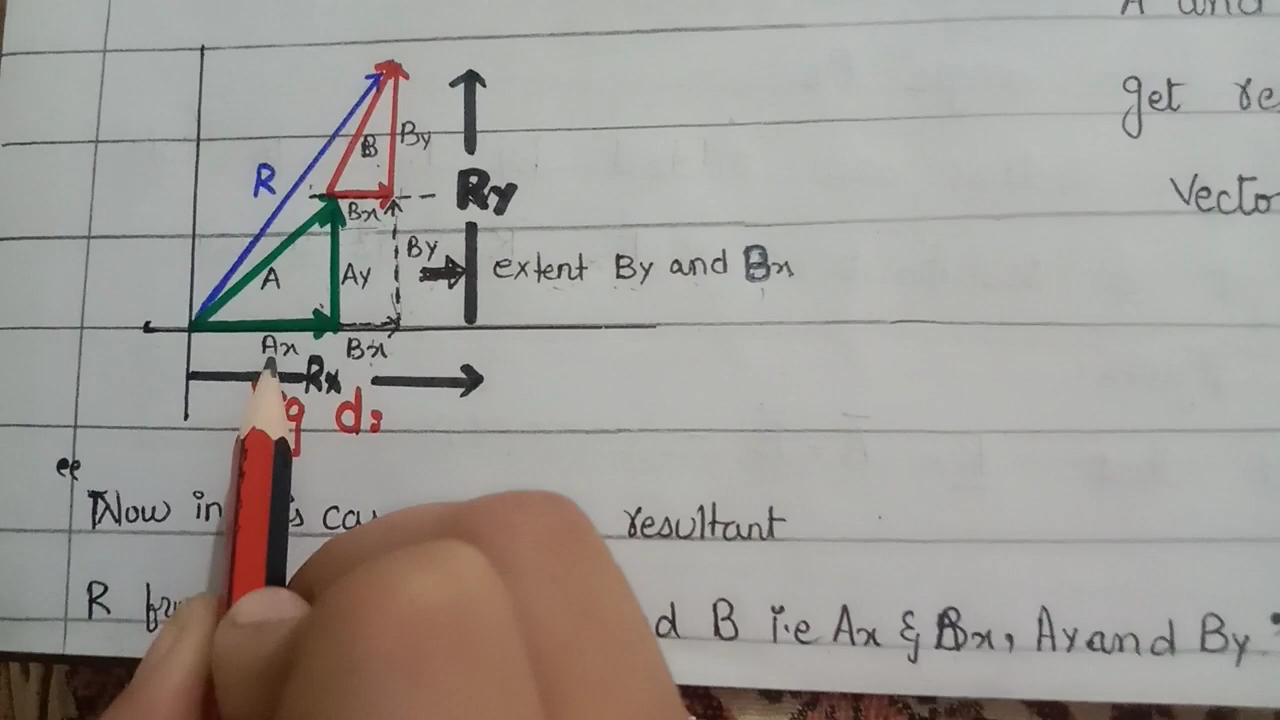 A and
get re
Vecto
R
B
By
Ry
Bx
A
Ay
By
extent By and Bx
Ax
Bx
Rx
Now in
resultant
R
B i.e Ax & Bx, Ay and By